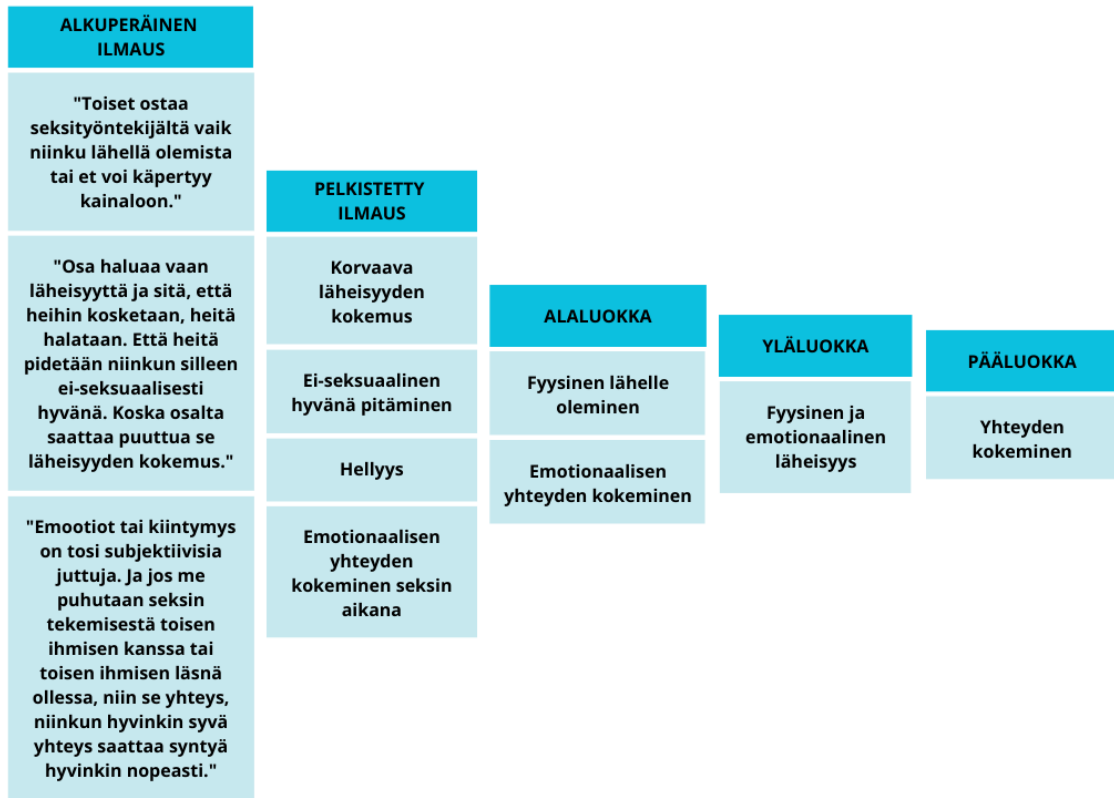 ALKUPERÄINEN
ILMAUS
"Toiset ostaa
seksityöntekijältä vaik
niinku lähellä olemista
tai et voi käpertyy
kainaloon."
"Osa haluaa vaan
läheisyyttä ja sitä, että
heihin kosketaan, heitä
halataan. Että heitä
pidetään niinkun silleen
ei-seksuaalisesti
hyvänä. Koska osalta
saattaa puuttua se
läheisyyden kokemus."
"Emootiot tai kiintymys
on tosi subjektiivisia
juttuja. Ja jos me
puhutaan seksin
tekemisestä toisen
ihmisen kanssa tai
toisen ihmisen läsnä
ollessa, niin se yhteys,
niinkun hyvinkin syvä
yhteys saattaa syntyä
hyvinkin nopeasti."
PELKISTETTY
ILMAUS
Korvaava
läheisyyden
kokemus
Ei-seksuaalinen
hyvänä pitäminen
Hellyys
Emotionaalisen
yhteyden
kokeminen seksin
aikana
ALALUOKKA
Fyysinen lähelle
oleminen
Emotionaalisen
yhteyden kokeminen
YLÄLUOKKA
Fyysinen ja
emotionaalinen
läheisyys
PÄÄLUOKKA
Yhteyden
kokeminen